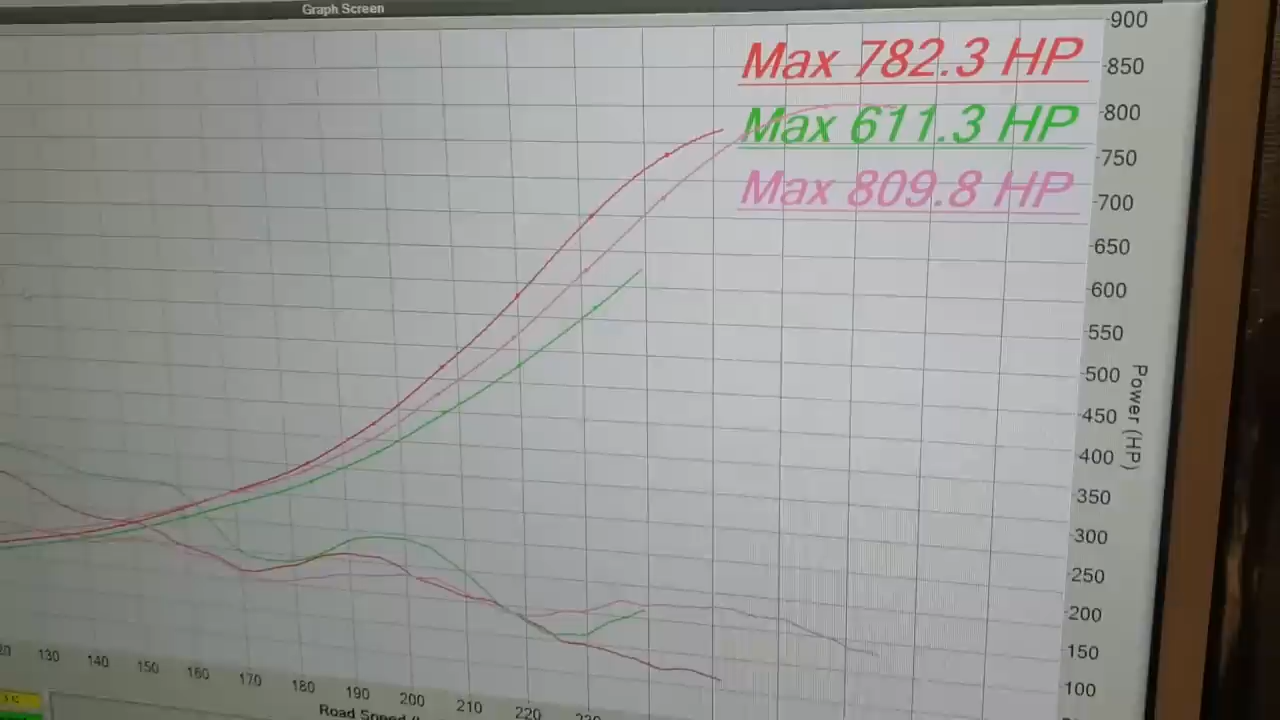 Graph Screen
Max 782.3 HP
Max 611.3 HP
Max 809.8 HP
900
850
800
750
700
650
600
550
500
450
400
350
300
250
200
150
100
Power (HP)
130 140 150 160 170 180 190 200 210 220
Road Speed